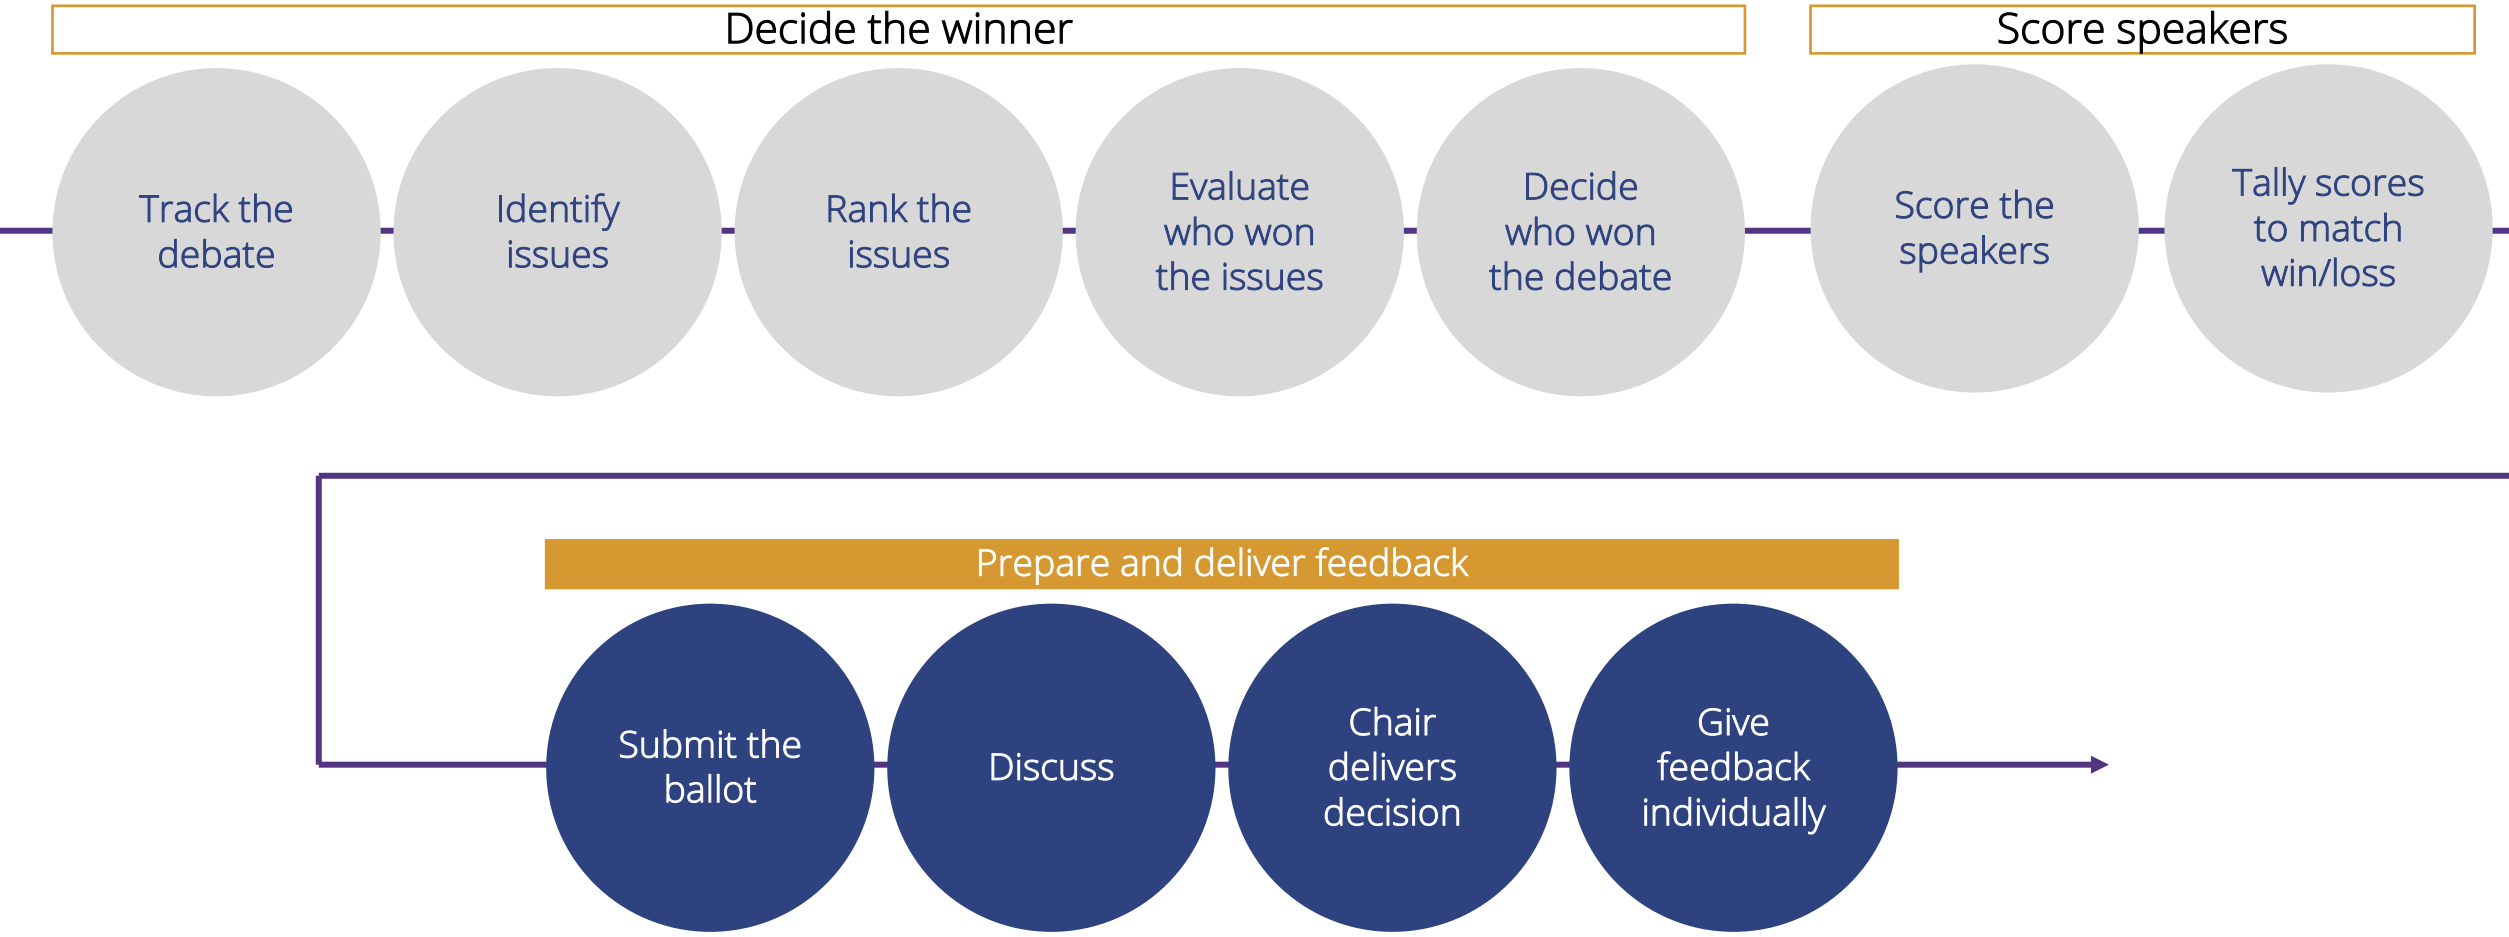 Decide the winner
Score speakers
Track the
debate
Identify
issues
Rank the
issues
Evaluate
who won
the issues
Decide
who won
the debate
Score the
speakers
Tally scores
to match
win/loss
Prepare and deliver feedback
Submit the
ballot
Discuss
Chair
delivers
decision
Give
feedback
individually